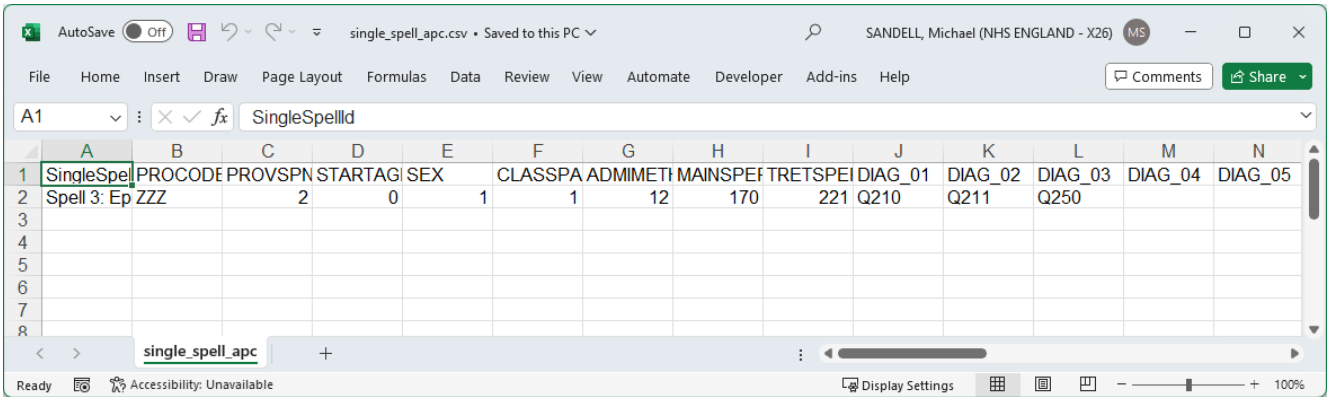 AutoSave Off single_spell_apc.csv • Saved to this PC SANDELL, Michael (NHS ENGLAND - X26) MS
File Home Insert Draw Page Layout Formulas Data Review View Automate Developer Add-ins Help Comments Share
A1 fx SingleSpellId
A B C D E F G H I J K L M N
1 SingleSpel PROCODE PROVSPN STARTAG SEX CLASSPA ADMIMETH MAINSPEF TRETSPEI DIAG_01 DIAG_02 DIAG_03 DIAG_04 DIAG_05
2 Spell 3: Ep ZZZ 2 0 1 1 12 170 221 Q210 Q211 Q250
3
4
5
6
7
8
single_spell_apc
Ready Accessibility: Unavailable Display Settings 100%